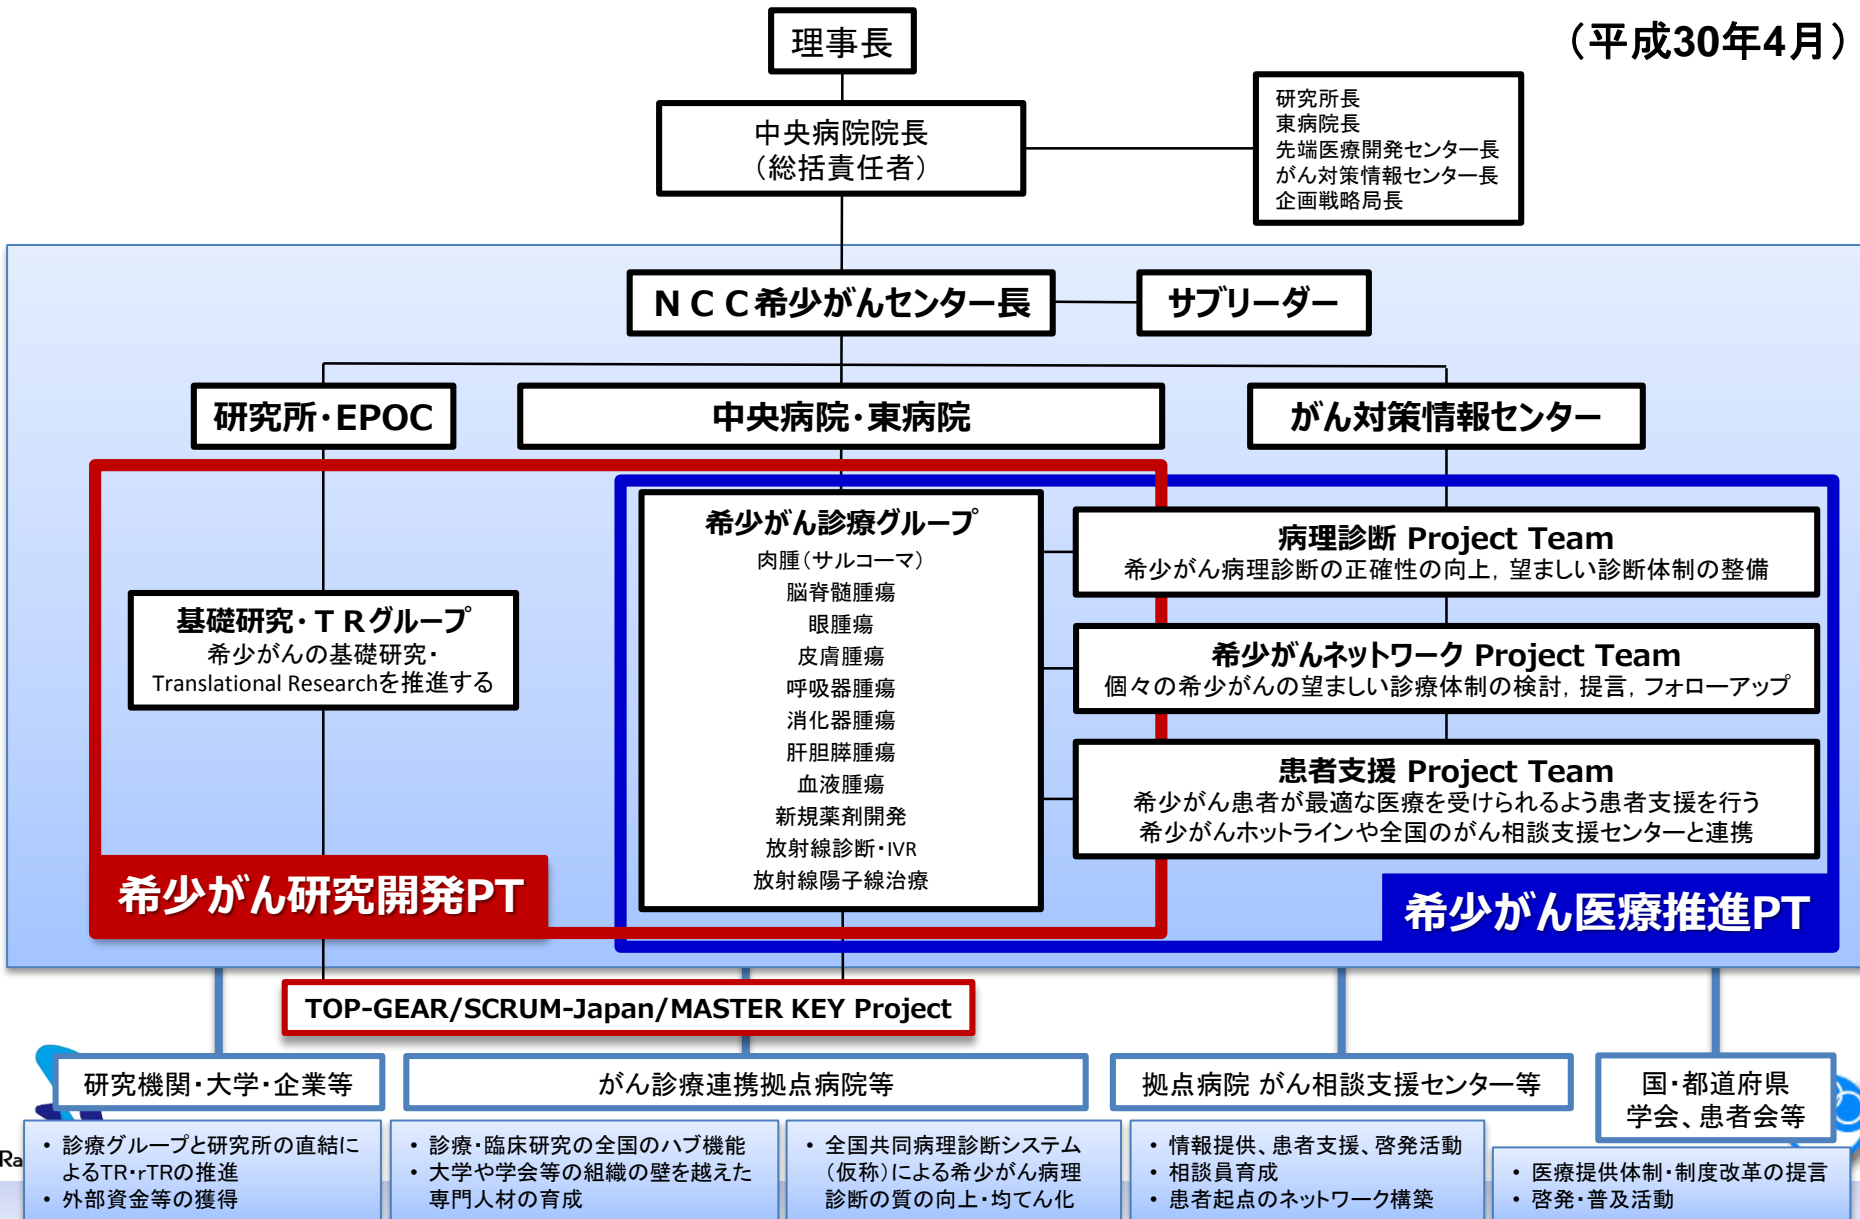 （平成30年4月）
理事長
中央病院院長
（総括責任者）
研究所長
東病院長
先端医療開発センター長
がん対策情報センター長
企画戦略局長
ＮＣＣ希少がんセンター長
サブリーダー
研究所・EPOC
中央病院・東病院
がん対策情報センター
希少がん診療グループ
肉腫（サルコーマ）
脳脊髄腫瘍
眼腫瘍
皮膚腫瘍
呼吸器腫瘍
消化器腫瘍
肝胆膵腫瘍
血液腫瘍
新規薬剤開発
放射線診断・IVR
放射線陽子線治療
基礎研究・ＴＲグループ
希少がんの基礎研究・
Translational Researchを推進する
病理診断 Project Team
希少がん病理診断の正確性の向上，望ましい診断体制の整備
希少がんネットワーク Project Team
個々の希少がんの望ましい診療体制の検討，提言，フォローアップ
患者支援 Project Team
希少がん患者が最適な医療を受けられるよう患者支援を行う
希少がんホットラインや全国のがん相談支援センターと連携
希少がん研究開発PT
希少がん医療推進PT
TOP-GEAR/SCRUM-Japan/MASTER KEY Project
研究機関・大学・企業等
がん診療連携拠点病院等
拠点病院 がん相談支援センター等
国・都道府県
学会、患者会等
Ra
• 診療グループと研究所の直結に
よるTR・rTRの推進
• 外部資金等の獲得
• 診療・臨床研究の全国のハブ機能
• 大学や学会等の組織の壁を越えた
専門人材の育成
• 全国共同病理診断システム
（仮称）による希少がん病理
診断の質の向上・均てん化
• 情報提供、患者支援、啓発活動
• 相談員育成
• 患者起点のネットワーク構築
• 医療提供体制・制度改革の提言
• 啓発・普及活動